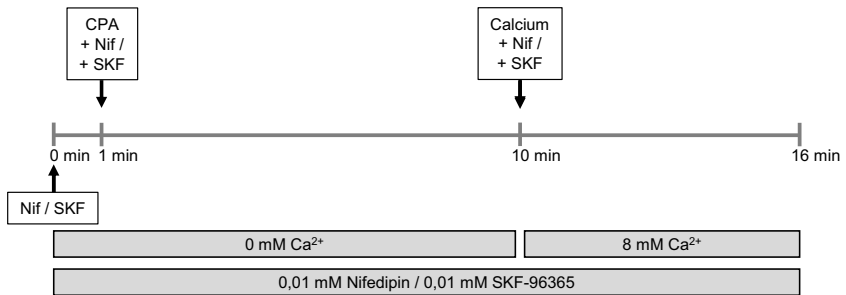 CPA
+ Nif /
+ SKF
Calcium
+ Nif /
+ SKF
0 min
1 min
10 min
16 min
Nif / SKF
0 mM Ca²⁺
8 mM Ca²⁺
0,01 mM Nifedipin / 0,01 mM SKF-96365